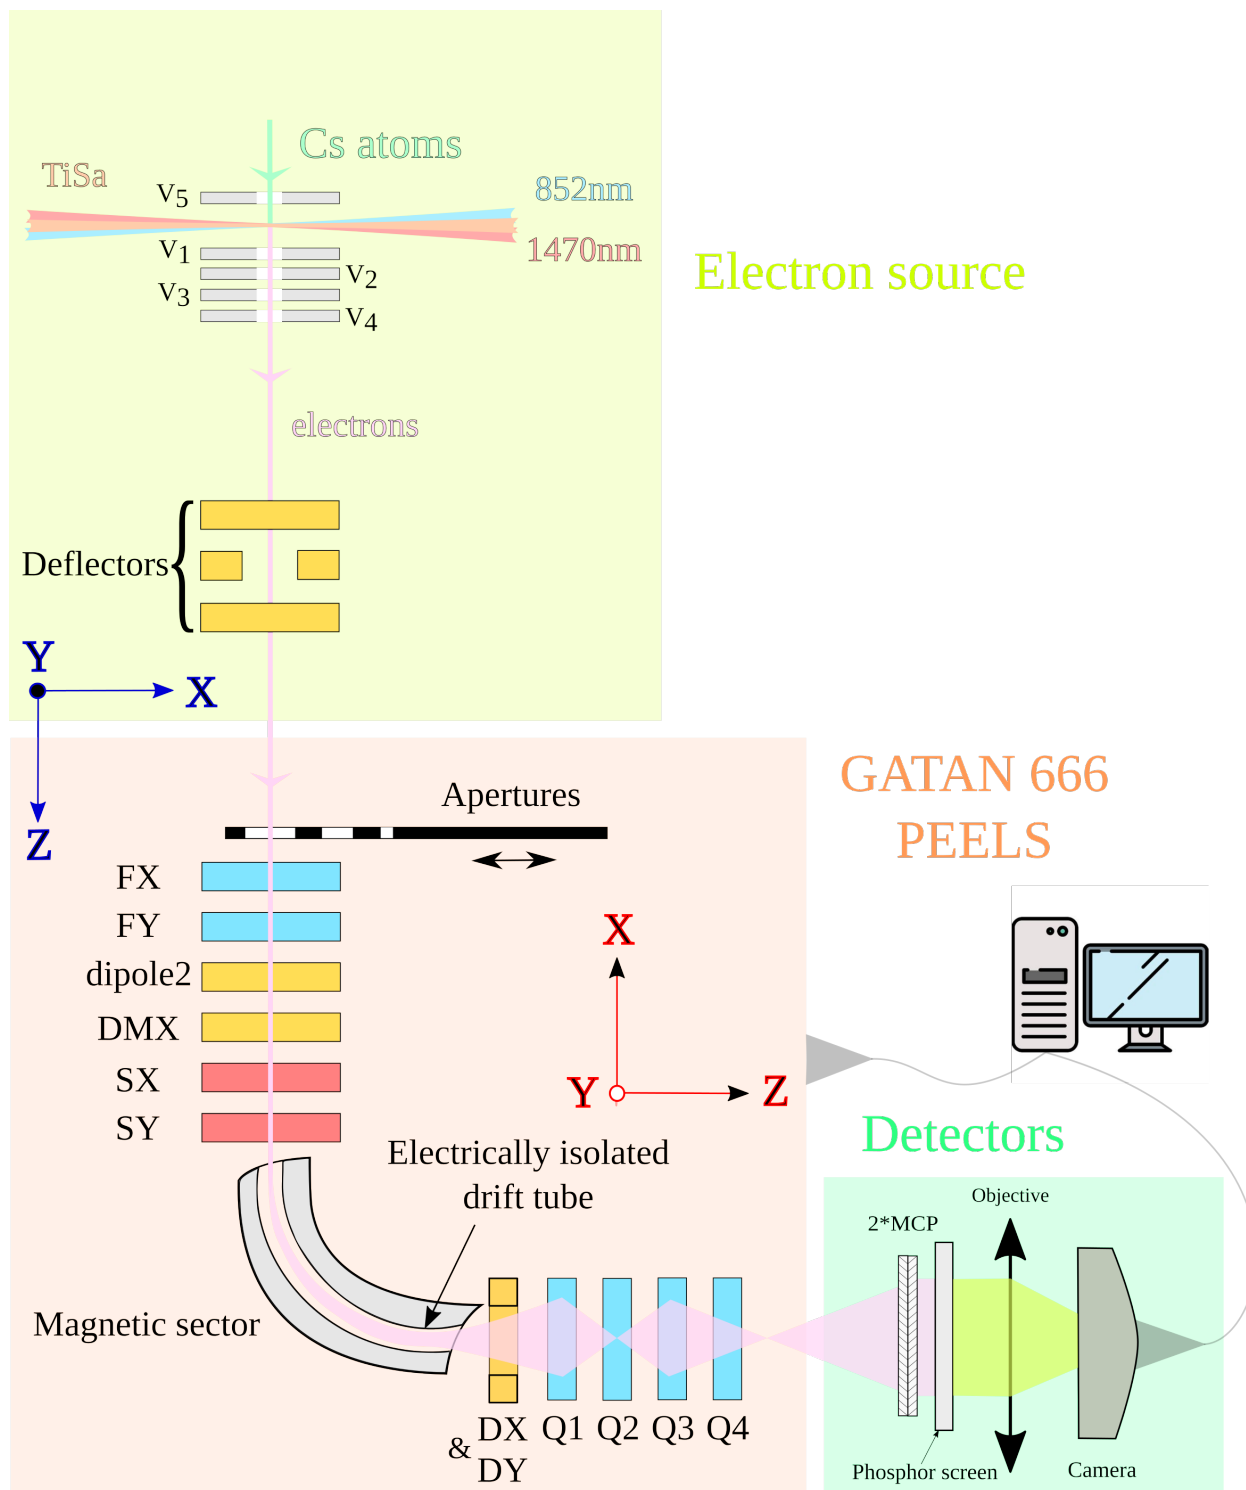 Cs atoms
TiSa
V5
852nm
V1
1470nm
V2
V3
V4
Electron source
electrons
Deflectors
Y
X
Z
GATAN 666
PEELS
Apertures
FX
FY
dipole2
DMX
SX
SY
X
Y
Z
Electrically isolated
drift tube
Magnetic sector
DX
& DY
Q1
Q2
Q3
Q4
Detectors
Objective
2*MCP
Phosphor screen
Camera